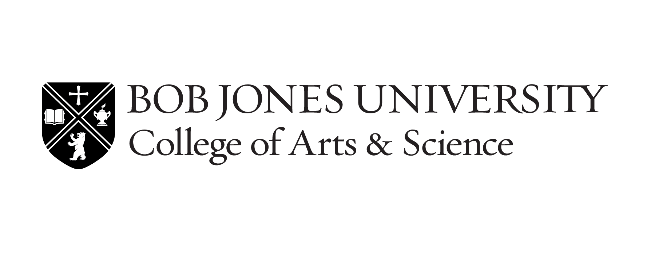 BOB JONES UNIVERSITY
College of Arts & Science